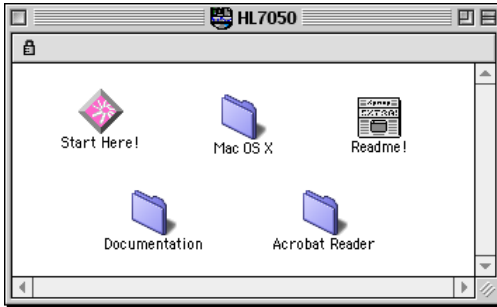 HL7050
Start Here!
Mac OS X
Readme!
Documentation
Acrobat Reader